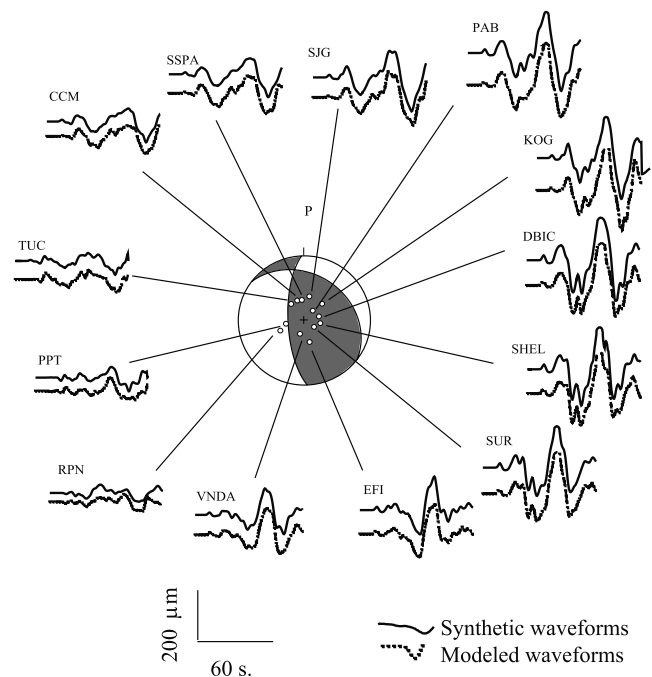 PAB
SJG
SSPA
CCM
KOG
P
DBIC
TUC
SHEL
PPT
SUR
RPN
VNDA
EFI
200 μm
60 s.
Synthetic waveforms
Modeled waveforms